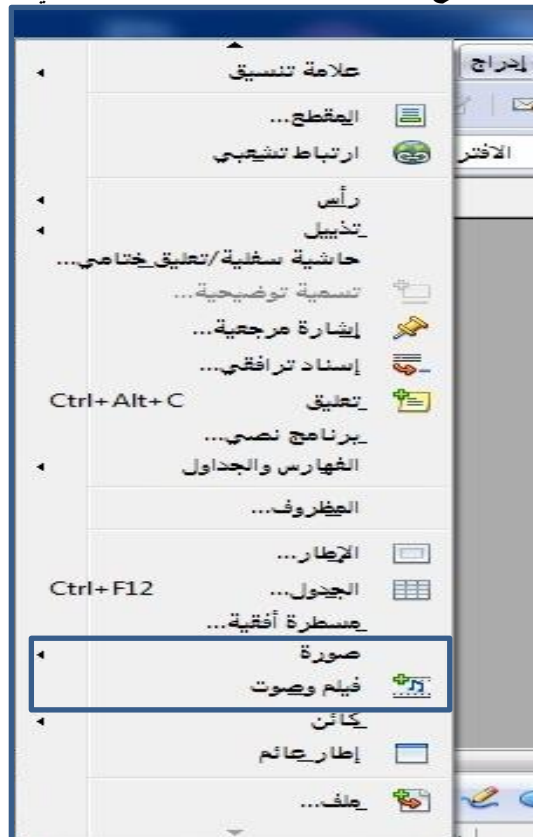 إدراج
الافتر
علامة تنسيق
المقطع...
ارتباط تشعبي
رأس
تذييل
حاشية سفلية/تعليق ختامي...
تسمية توضيحية...
إشارة مرجعية...
إسناد ترافقي...
تعليق Ctrl+Alt+C
برنامج نصي...
الفهارس والجداول
المظروف...
الإطار...
الجدول... Ctrl+F12
مسطرة أفقية...
صورة
فيلم وصوت
كائن
إطار عائم
ملف...